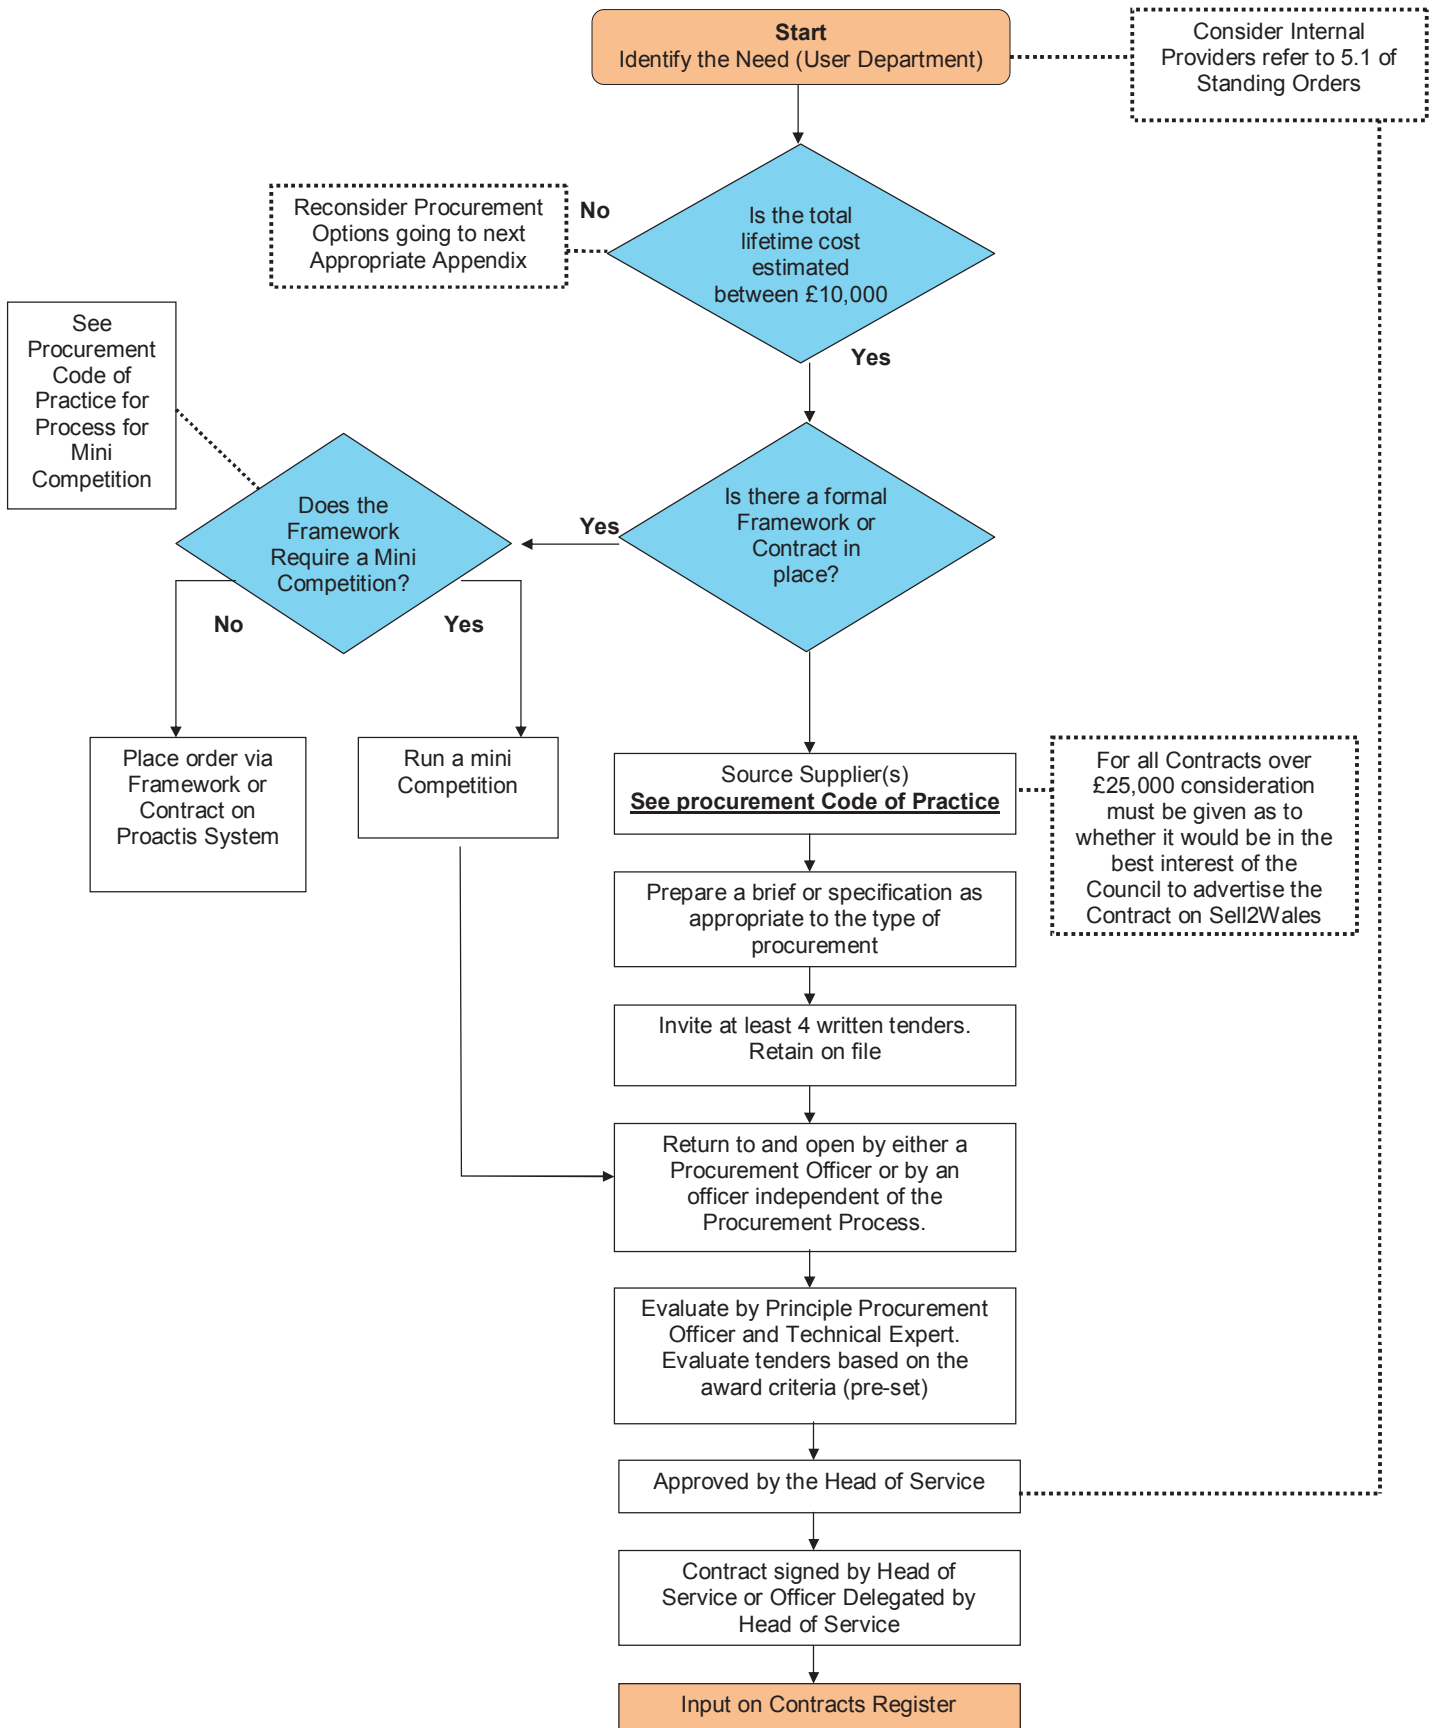 Start
Identify the Need (User Department)
Consider Internal
Providers refer to 5.1 of
Standing Orders
Is the total
lifetime cost
estimated
between £10,000
No
Reconsider Procurement
Options going to next
Appropriate Appendix
Yes
See
Procurement
Code of
Practice for
Process for
Mini
Competition
Is there a formal
Framework or
Contract in
place?
Yes
Does the
Framework
Require a Mini
Competition?
No
Yes
Place order via
Framework or
Contract on
Proactis System
Run a mini
Competition
Source Supplier(s)
See procurement Code of Practice
For all Contracts over
£25,000 consideration
must be given as to
whether it would be in the
best interest of the
Council to advertise the
Contract on Sell2Wales
Prepare a brief or specification as
appropriate to the type of
procurement
Invite at least 4 written tenders.
Retain on file
Return to and open by either a
Procurement Officer or by an
officer independent of the
Procurement Process.
Evaluate by Principle Procurement
Officer and Technical Expert.
Evaluate tenders based on the
award criteria (pre-set)
Approved by the Head of Service
Contract signed by Head of
Service or Officer Delegated by
Head of Service
Input on Contracts Register